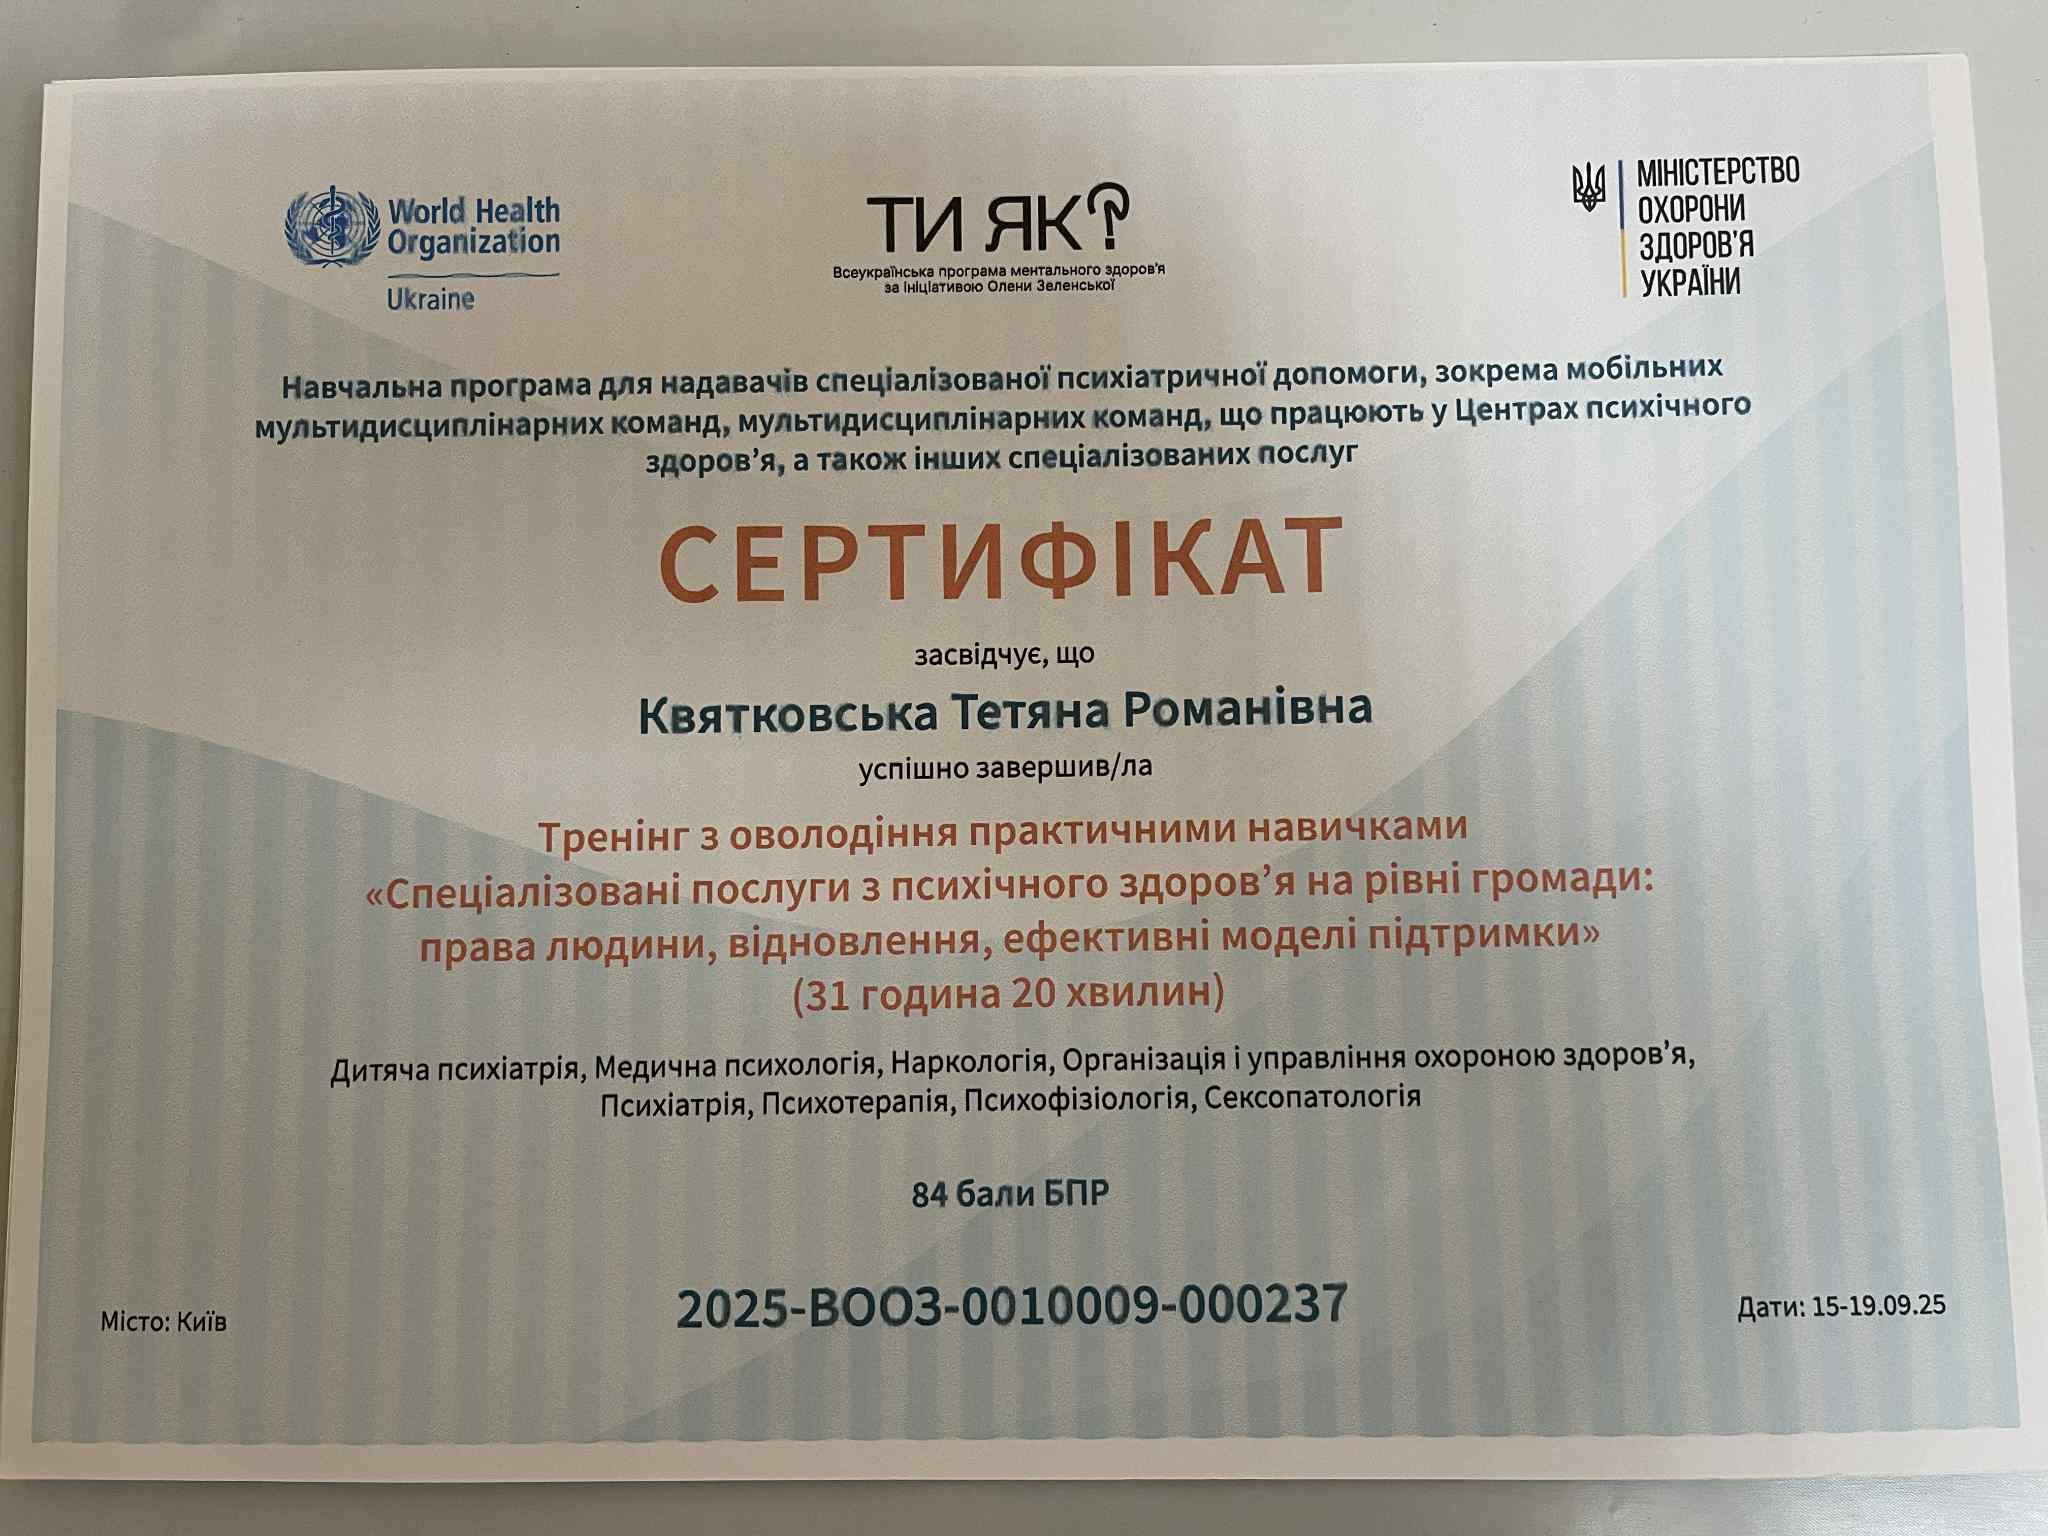 World Health
Organization
Ukraine
ТИ ЯК?
Всеукраїнська програма ментального здоров'я
за ініціативою Олени Зеленської
МІНІСТЕРСТВО
ОХОРОНИ
ЗДОРОВ'Я
УКРАЇНИ
Навчальна програма для надавачів спеціалізованої психіатричної допомоги, зокрема мобільних
мультидисциплінарних команд, мультидисциплінарних команд, що працюють у Центрах психічного
здоров’я, а також інших спеціалізованих послуг
СЕРТИФІКАТ
засвідчує, що
Квятковська Тетяна Романівна
успішно завершив/ла
Тренінг з оволодіння практичними навичками
«Спеціалізовані послуги з психічного здоров’я на рівні громади:
права людини, відновлення, ефективні моделі підтримки»
(31 година 20 хвилин)
Дитяча психіатрія, Медична психологія, Наркологія, Організація і управління охороною здоров’я,
Психіатрія, Психотерапія, Психофізіологія, Сексопатологія
84 бали БПР
2025-ВООЗ-0010009-000237
Місто: Київ
Дати: 15-19.09.25